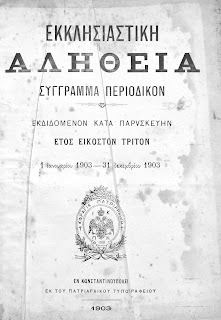 ΕΚΚΛΗΣΙΑΣΤΙΚΗ
ΑΛΗΘΕΙΑ
ΣΥΓΓΡΑΜΜΑ ΠΕΡΙΟΔΙΚΟΝ
ΕΚΔΙΔΟΜΕΝΟΝ ΚΑΤΑ ΠΑΡΑΣΚΕΥΗΝ
ΕΤΟΣ ΕΙΚΟΣΤΟΝ ΤΡΙΤΟΝ
1 Ἰανουαρίου 1903—31 Δεκεμβρίου 1903
ΕΝ ΚΩΝΣΤΑΝΤΙΝΟΥΠΟΛΕΙ
ΕΚ ΤΟΥ ΠΑΤΡΙΑΡΧΙΚΟΥ ΤΥΠΟΓΡΑΦΕΙΟΥ
1903